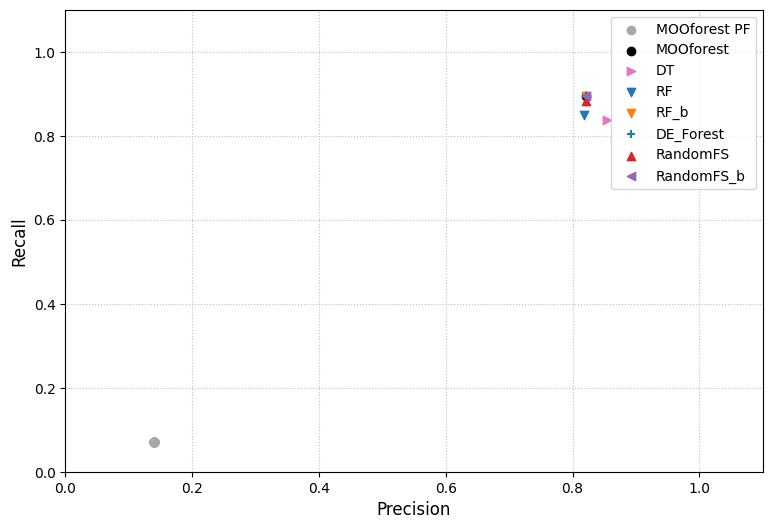 MOOforest PF
MOOforest
DT
RF
RF_b
DE_Forest
RandomFS
RandomFS_b
1.0
0.8
0.6
0.4
0.2
0.0
Recall
0.0 0.2 0.4 0.6 0.8 1.0
Precision